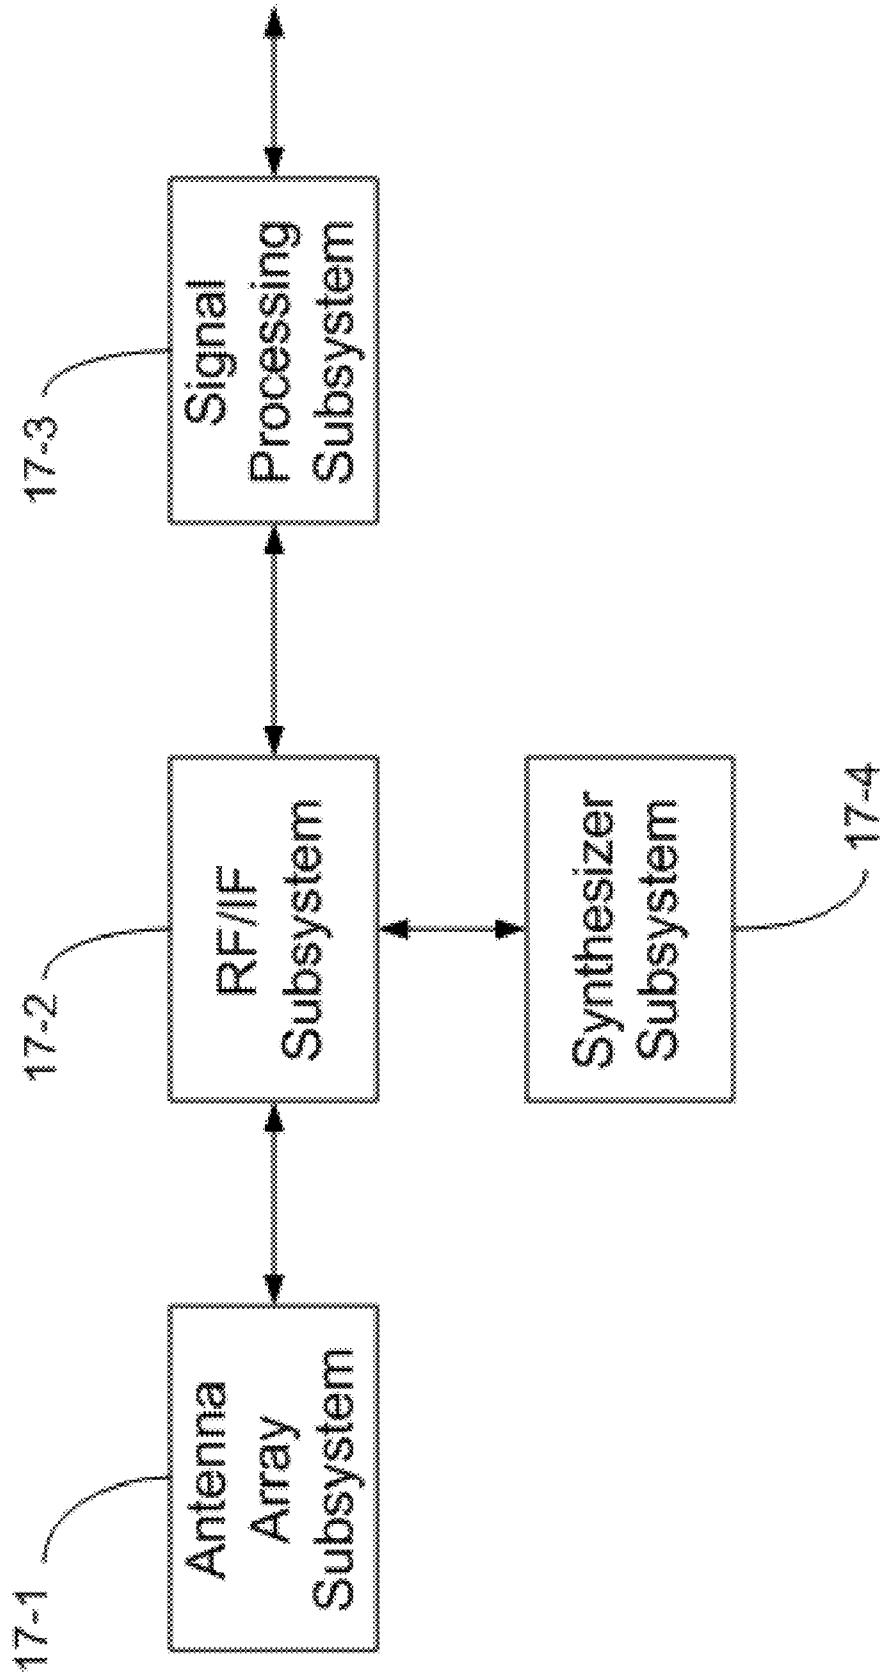 17-1
Antenna
Array
Subsystem
17-2
RF/IF
Subsystem
17-3
Signal
Processing
Subsystem
Synthesizer
Subsystem
17-4